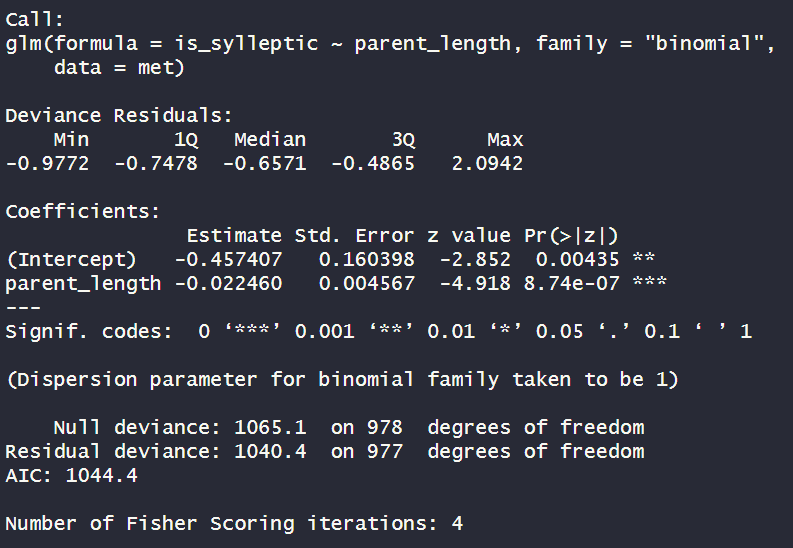 Call:
glm(formula = is_sylleptic ~ parent_length, family = "binomial",
    data = met)

Deviance Residuals:
    Min       1Q   Median       3Q      Max
-0.9772  -0.7478  -0.6571  -0.4865   2.0942

Coefficients:
               Estimate Std. Error z value Pr(>|z|)
(Intercept)   -0.457407   0.160398  -2.852  0.00435 **
parent_length -0.022460   0.004567  -4.918 8.74e-07 ***
---
Signif. codes:  0 ‘***’ 0.001 ‘**’ 0.01 ‘*’ 0.05 ‘.’ 0.1 ‘ ’ 1

(Dispersion parameter for binomial family taken to be 1)

    Null deviance: 1065.1  on 978  degrees of freedom
Residual deviance: 1040.4  on 977  degrees of freedom
AIC: 1044.4

Number of Fisher Scoring iterations: 4